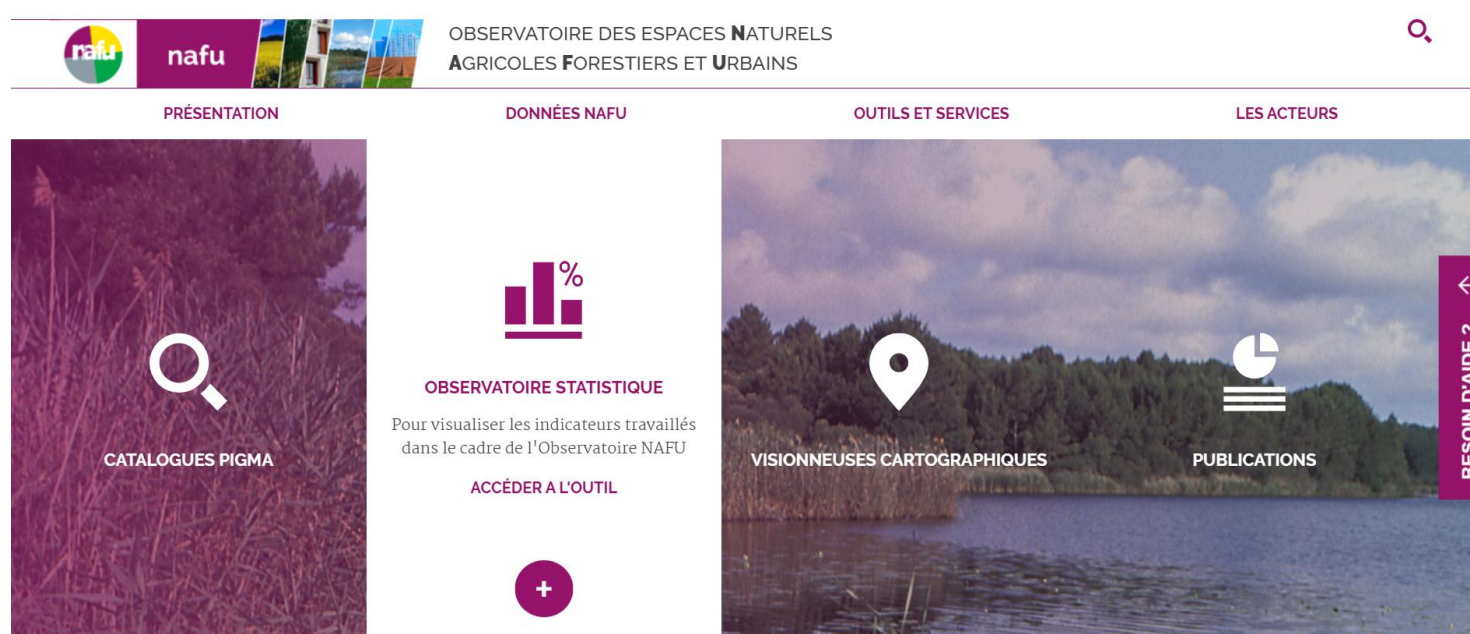 nafu
nafu
OBSERVATOIRE DES ESPACES NATURELS
AGRICOLES FORESTIERS ET URBAINS
PRÉSENTATION
DONNÉES NAFU
OUTILS ET SERVICES
LES ACTEURS
CATALOGUES PIGMA
%
OBSERVATOIRE STATISTIQUE
Pour visualiser les indicateurs travaillés
dans le cadre de l'Observatoire NAFU
ACCÉDER A L'OUTIL
+
VISIONNEUSES CARTOGRAPHIQUES
PUBLICATIONS
BESOIN D'AIDE ?